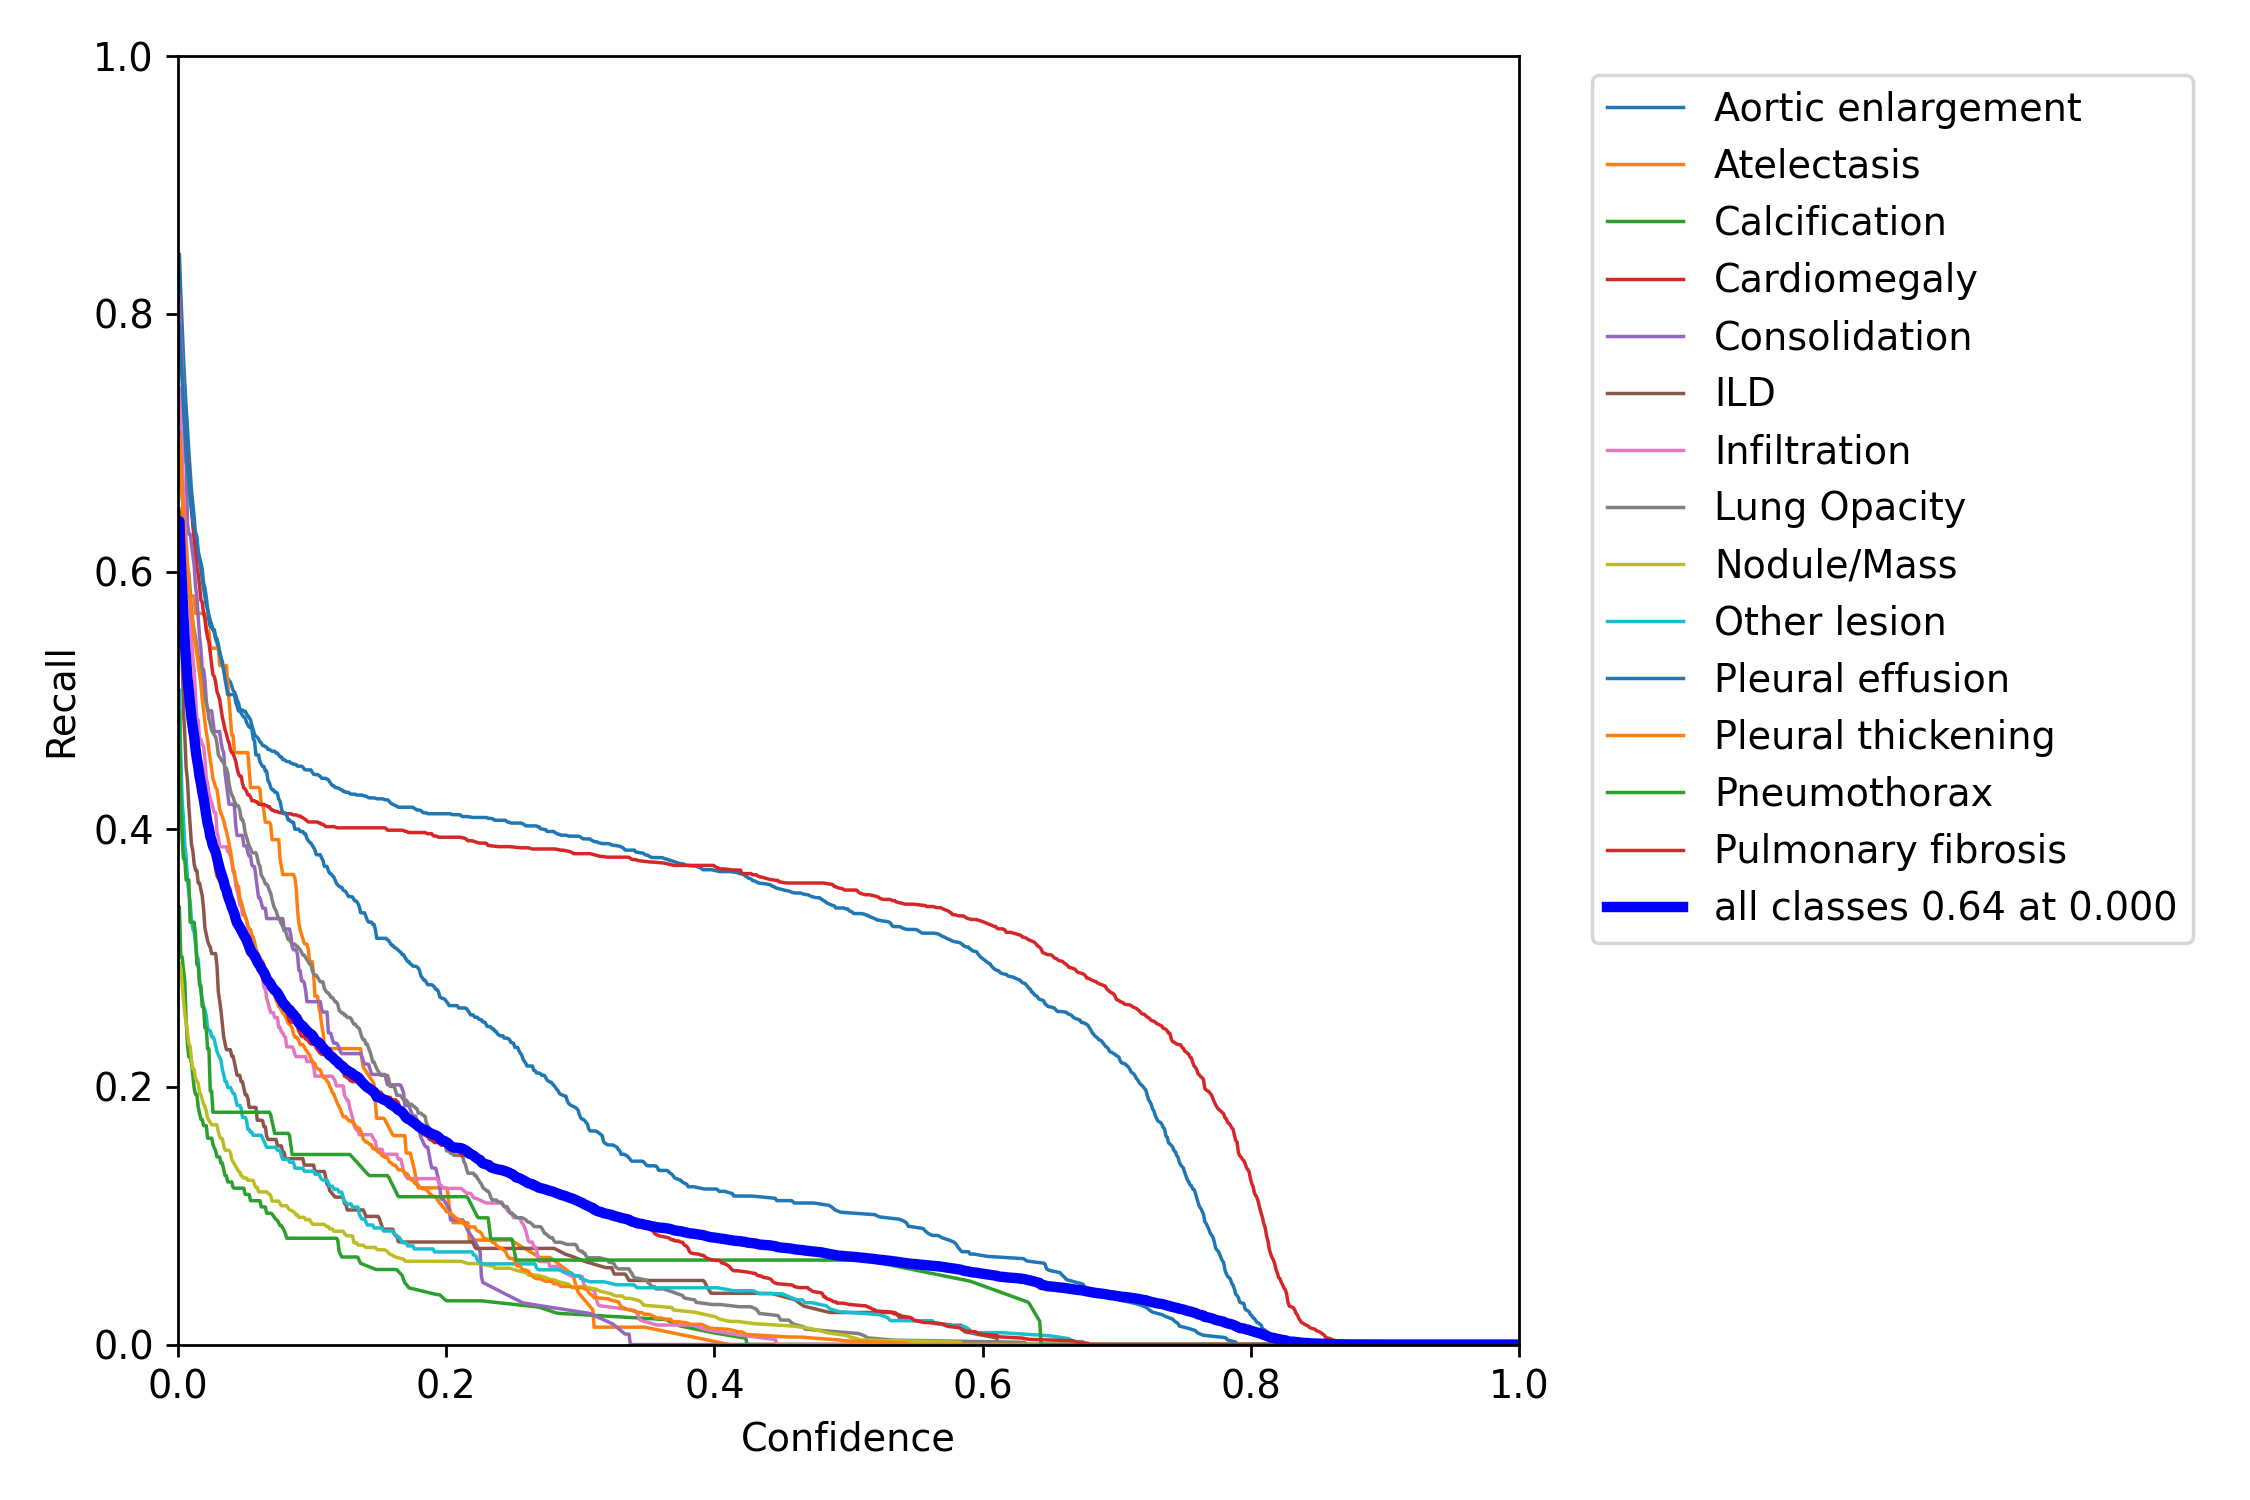 1.0
0.8
0.6
0.4
0.2
0.0
Recall
0.0 0.2 0.4 0.6 0.8 1.0
Confidence
Aortic enlargement
Atelectasis
Calcification
Cardiomegaly
Consolidation
ILD
Infiltration
Lung Opacity
Nodule/Mass
Other lesion
Pleural effusion
Pleural thickening
Pneumothorax
Pulmonary fibrosis
all classes 0.64 at 0.000